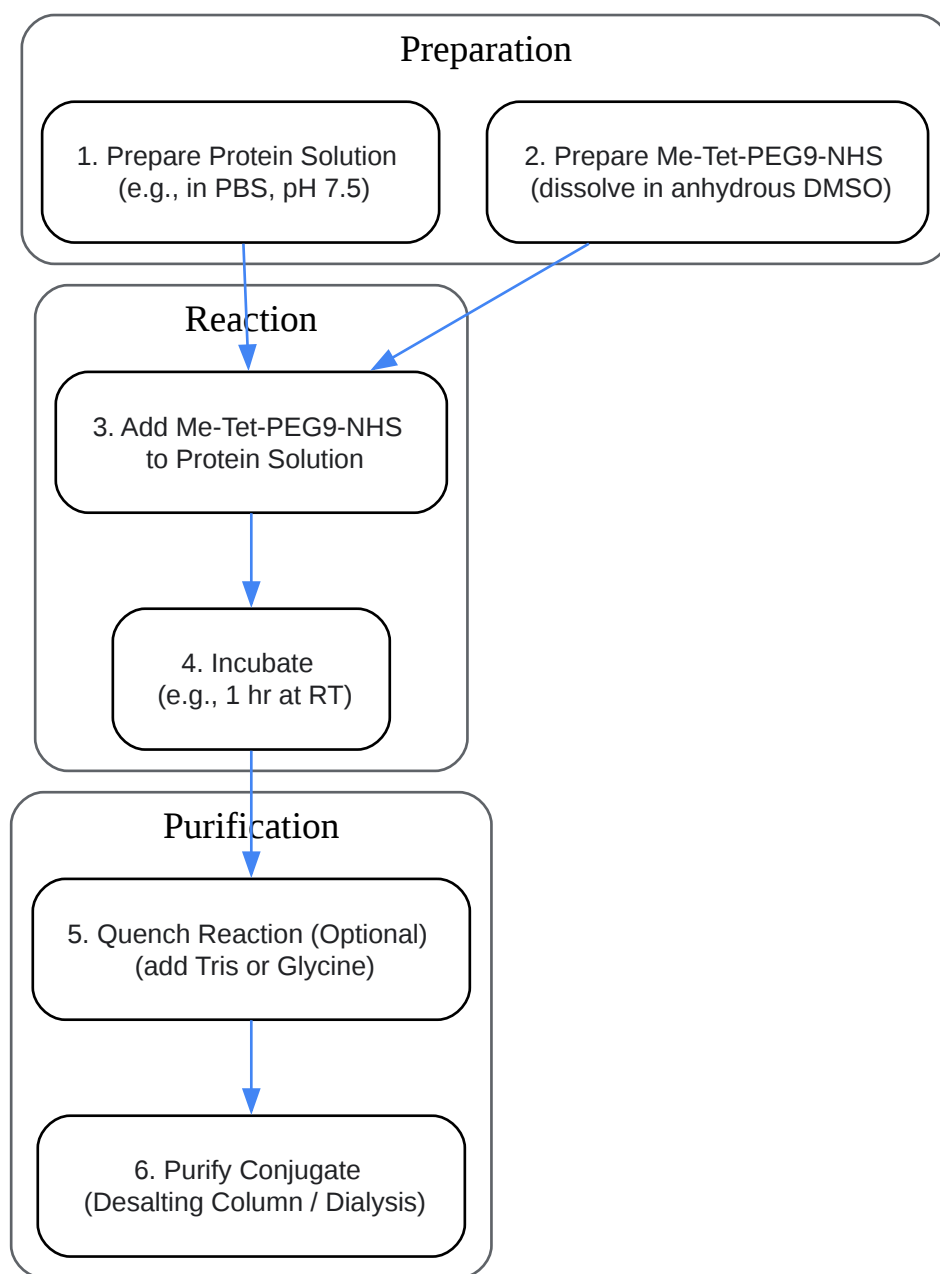 Preparation
1. Prepare Protein Solution
(e.g., in PBS, pH 7.5)
2. Prepare Me-Tet-PEG9-NHS
(dissolve in anhydrous DMSO)
Reaction
3. Add Me-Tet-PEG9-NHS
to Protein Solution
4. Incubate
(e.g., 1 hr at RT)
Purification
5. Quench Reaction (Optional)
(add Tris or Glycine)
6. Purify Conjugate
(Desalting Column / Dialysis)